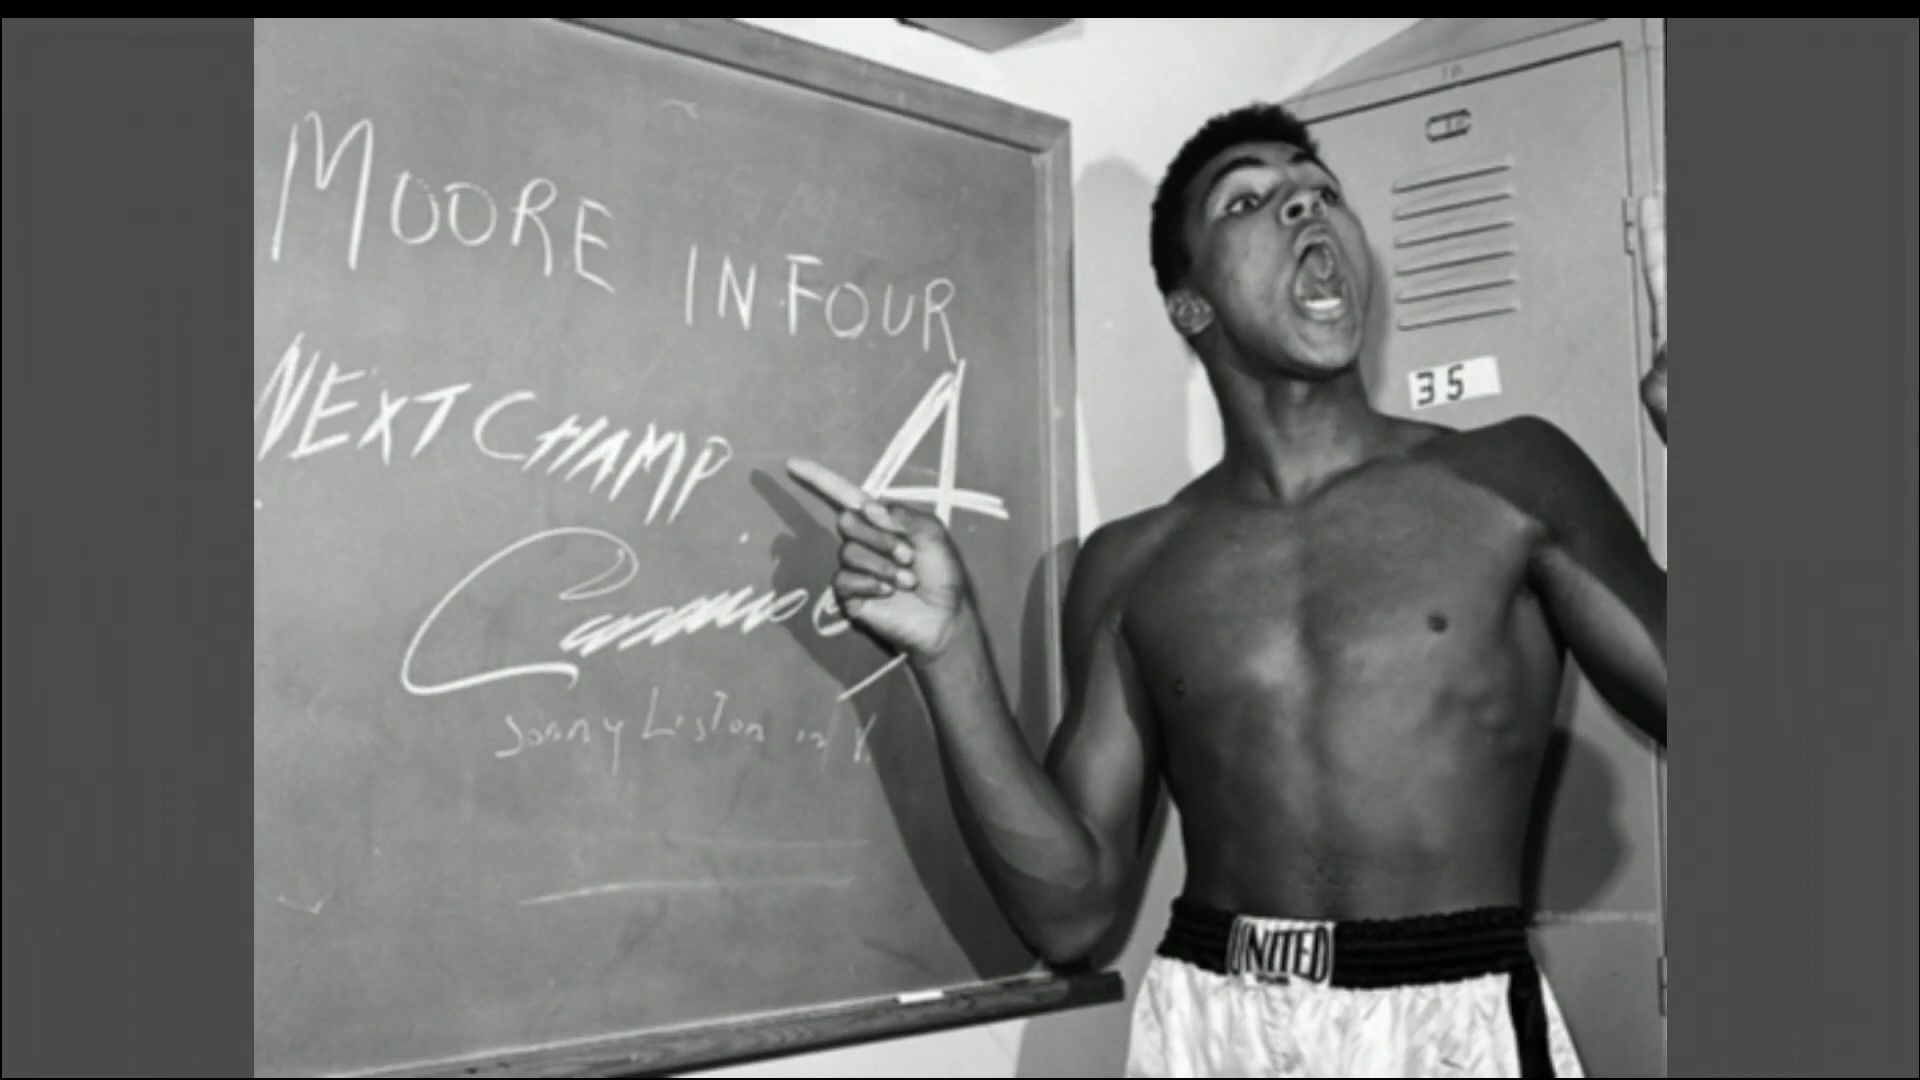 MOORE IN FOUR
NEXT CHAMP 4
Sonny Liston in
35
UNITED